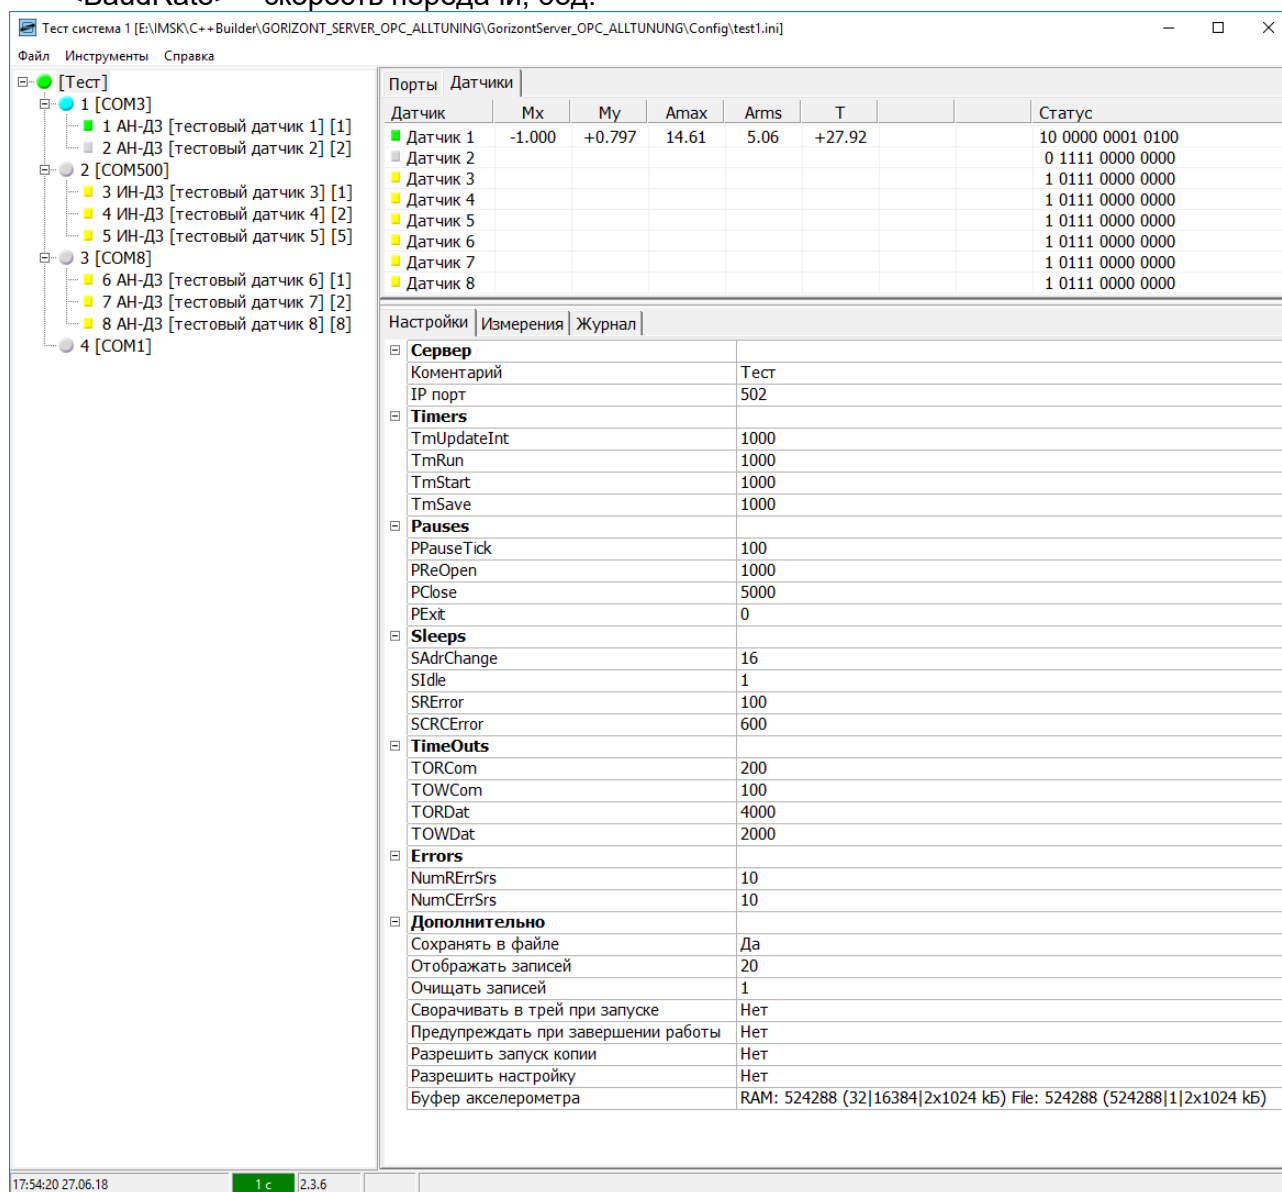 <BaudRate> – скорость передачи, бод.
Тест система 1 [E:\IMSK\C++Builder\GORIZONT_SERVER_OPC_ALLTUNING\GorizontServer_OPC_ALLTUNUNG\Config\test1.ini]
Файл Инструменты Справка
[Тест]
1 [COM3]
1 АН-Д3 [тестовый датчик 1] [1]
2 АН-Д3 [тестовый датчик 2] [2]
2 [COM500]
3 ИН-Д3 [тестовый датчик 3] [1]
4 ИН-Д3 [тестовый датчик 4] [2]
5 ИН-Д3 [тестовый датчик 5] [5]
3 [COM8]
6 АН-Д3 [тестовый датчик 6] [1]
7 АН-Д3 [тестовый датчик 7] [2]
8 АН-Д3 [тестовый датчик 8] [8]
4 [COM1]
Порты Датчики
Датчик Mx My Amax Arms T Статус
Датчик 1 -1.000 +0.797 14.61 5.06 +27.92 10 0000 0001 0100
Датчик 2 0 1111 0000 0000
Датчик 3 1 0111 0000 0000
Датчик 4 1 0111 0000 0000
Датчик 5 1 0111 0000 0000
Датчик 6 1 0111 0000 0000
Датчик 7 1 0111 0000 0000
Датчик 8 1 0111 0000 0000
Настройки Измерения Журнал
Сервер
Коментарий Тест
IP порт 502
Timers
TmUpdateInt 1000
TmRun 1000
TmStart 1000
TmSave 1000
Pauses
PPauseTick 100
PReOpen 1000
PClose 5000
PExit 0
Sleeps
SAdrChange 16
SIdle 1
SRError 100
SCRCError 600
TimeOuts
TORCom 200
TOWCom 100
TORDat 4000
TOWDat 2000
Errors
NumRErrSrs 10
NumCErrSrs 10
Дополнительно
Сохранять в файле Да
Отображать записей 20
Очищать записей 1
Сворачивать в трей при запуске Нет
Предупреждать при завершении работы Нет
Разрешить запуск копии Нет
Разрешить настройку Нет
Буфер акселерометра RAM: 524288 (32|16384|2x1024 кБ) File: 524288 (524288|1|2x1024 кБ)
17:54:20 27.06.18 1 с 2.3.6